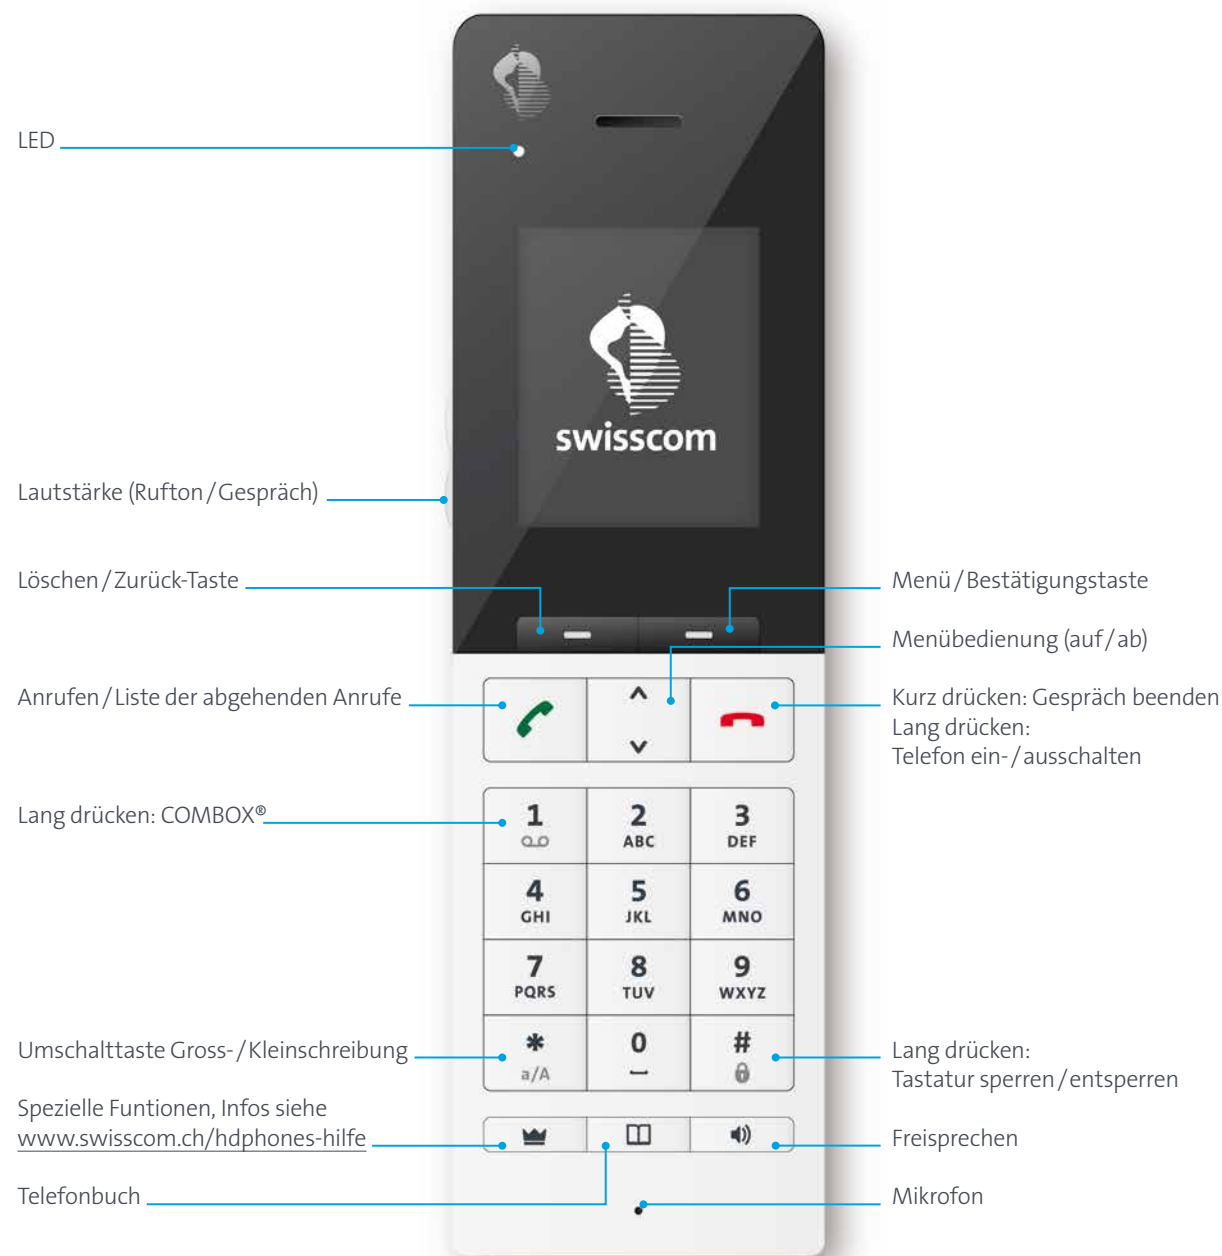 LED
swisscom
Lautstärke (Rufton/Gespräch)
Löschen/Zurück-Taste
Menü/Bestätigungstaste
Menübedienung (auf/ab)
Anrufen/Liste der abgehenden Anrufe
Kurz drücken: Gespräch beenden
Lang drücken:
Telefon ein-/ausschalten
Lang drücken: COMBOX®
1 2 3
ABC DEF
4 5 6
GHI JKL MNO
7 8 9
PQRS TUV WXYZ
* 0 #
a/A
Umschalttaste Gross-/Kleinschreibung
Lang drücken:
Tastatur sperren/entsperren
Spezielle Funtionen, Infos siehe
www.swisscom.ch/hdphones-hilfe
Freisprechen
Telefonbuch
Mikrofon